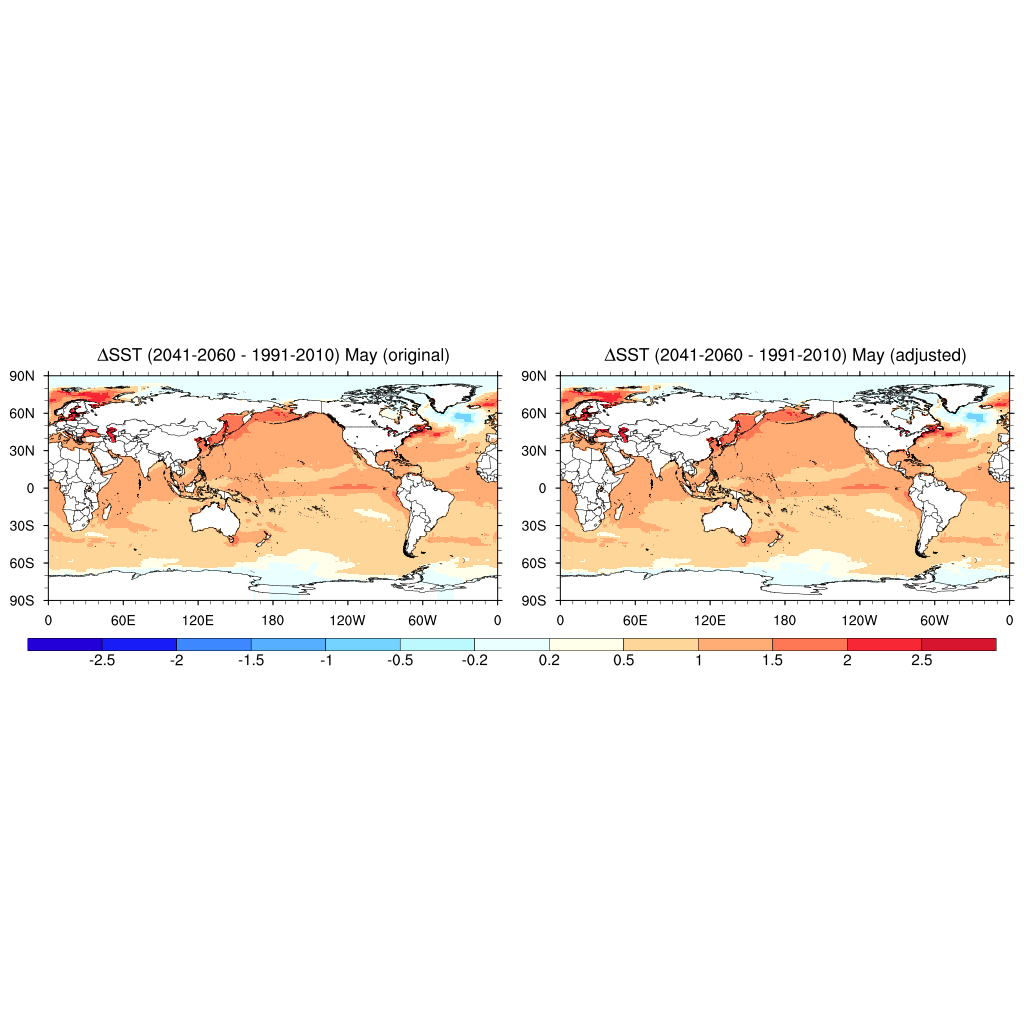 ΔSST (2041-2060 - 1991-2010) May (original)
ΔSST (2041-2060 - 1991-2010) May (adjusted)
90N
60N
30N
0
30S
60S
90S
0 60E 120E 180 120W 60W 0
90N
60N
30N
0
30S
60S
90S
0 60E 120E 180 120W 60W 0
-2.5 -2 -1.5 -1 -0.5 -0.2 0.2 0.5 1 1.5 2 2.5